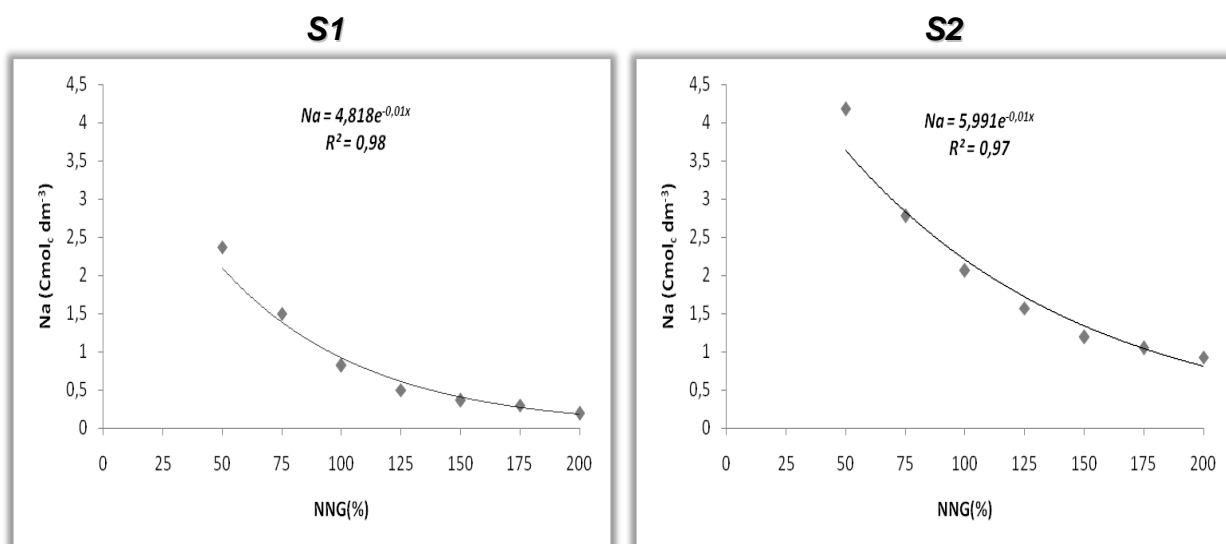 S1
S2
4,5
4
3,5
3
2,5
2
1,5
1
0,5
0
Na (Cmol_c dm^-3)
Na = 4,818e^-0,01x
R² = 0,98
0 25 50 75 100 125 150 175 200
NNG(%)
4,5
4
3,5
3
2,5
2
1,5
1
0,5
0
Na (Cmol_c dm^-3)
Na = 5,991e^-0,01x
R² = 0,97
0 25 50 75 100 125 150 175 200
NNG(%)